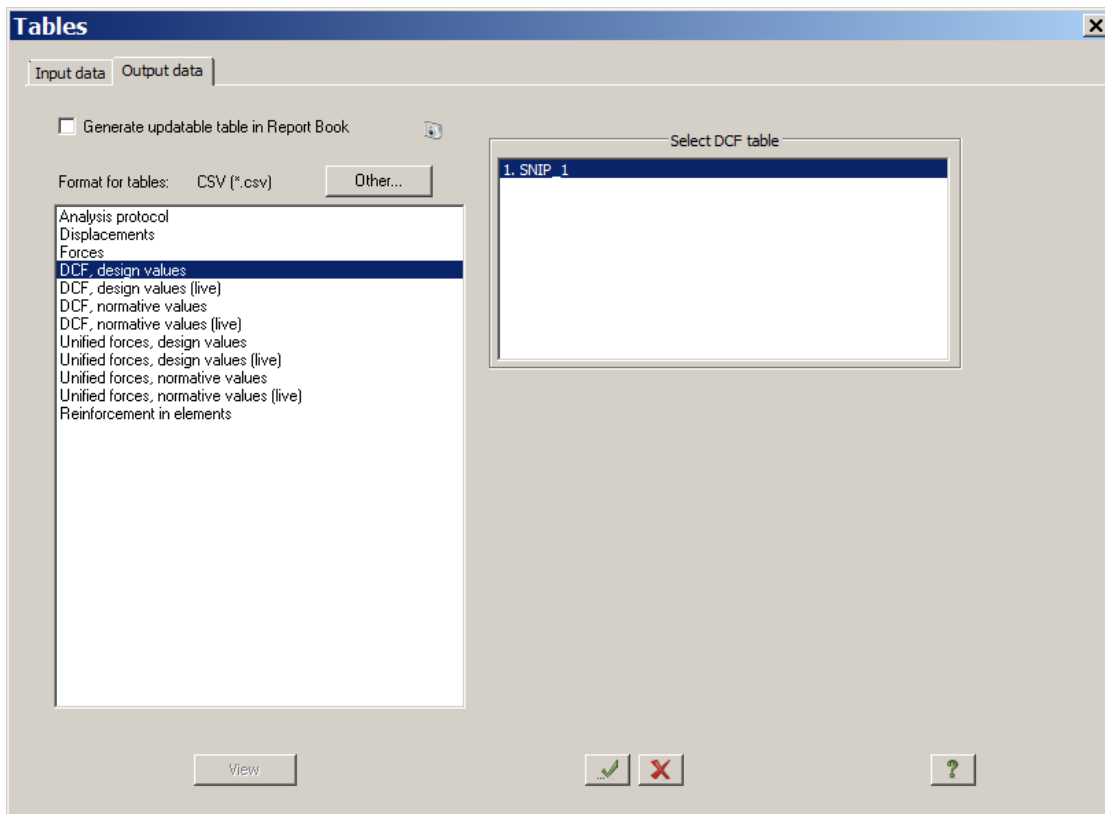 Tables
Input data
Output data
Generate updatable table in Report Book
Format for tables: CSV (*.csv) Other...
Analysis protocol
Displacements
Forces
DCF, design values
DCF, design values (live)
DCF, normative values
DCF, normative values (live)
Unified forces, design values
Unified forces, design values (live)
Unified forces, normative values
Unified forces, normative values (live)
Reinforcement in elements
Select DCF table
1. SNIP_1
View
?